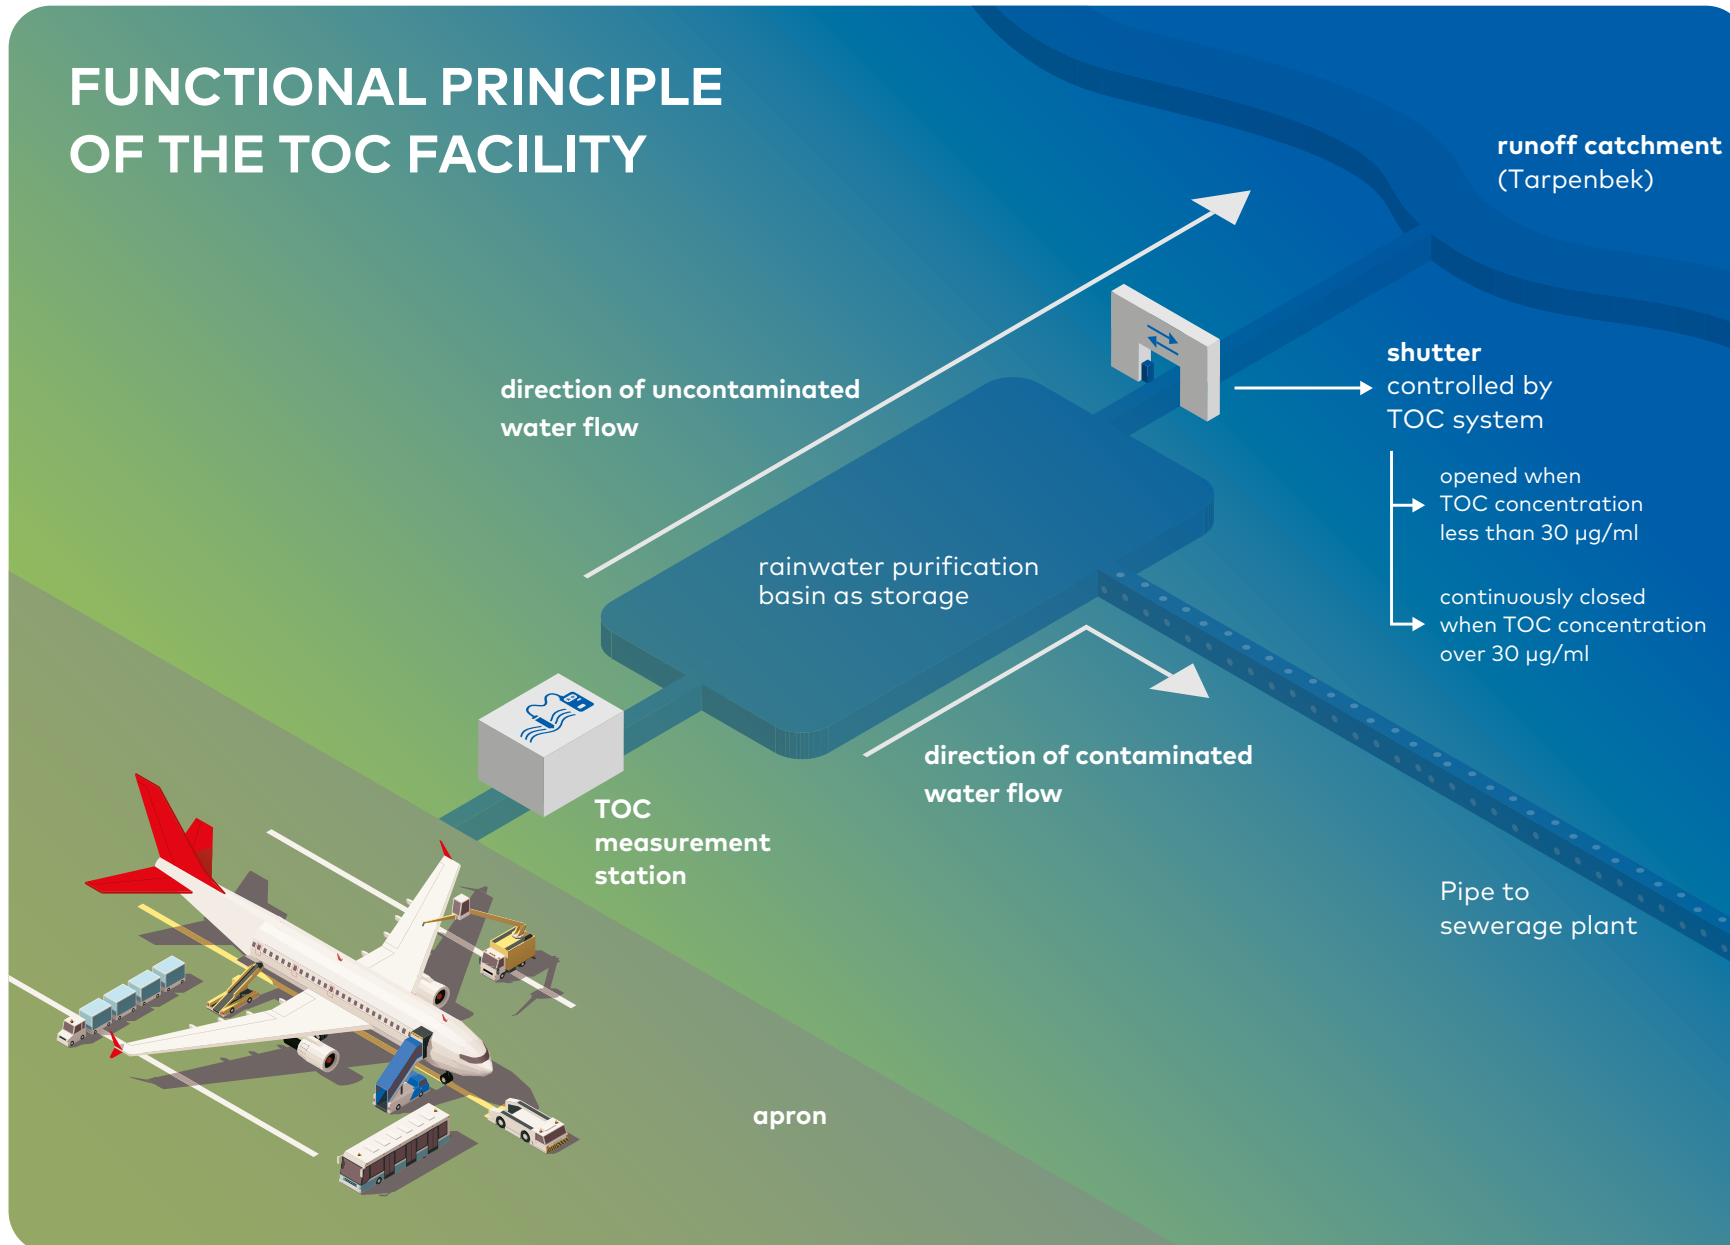 FUNCTIONAL PRINCIPLE
OF THE TOC FACILITY
runoff catchment
(Tarpenbek)
shutter
controlled by
TOC system
opened when
TOC concentration
less than 30 µg/ml
continuously closed
when TOC concentration
over 30 µg/ml
direction of uncontaminated
water flow
rainwater purification
basin as storage
direction of contaminated
water flow
TOC
measurement
station
Pipe to
sewerage plant
apron